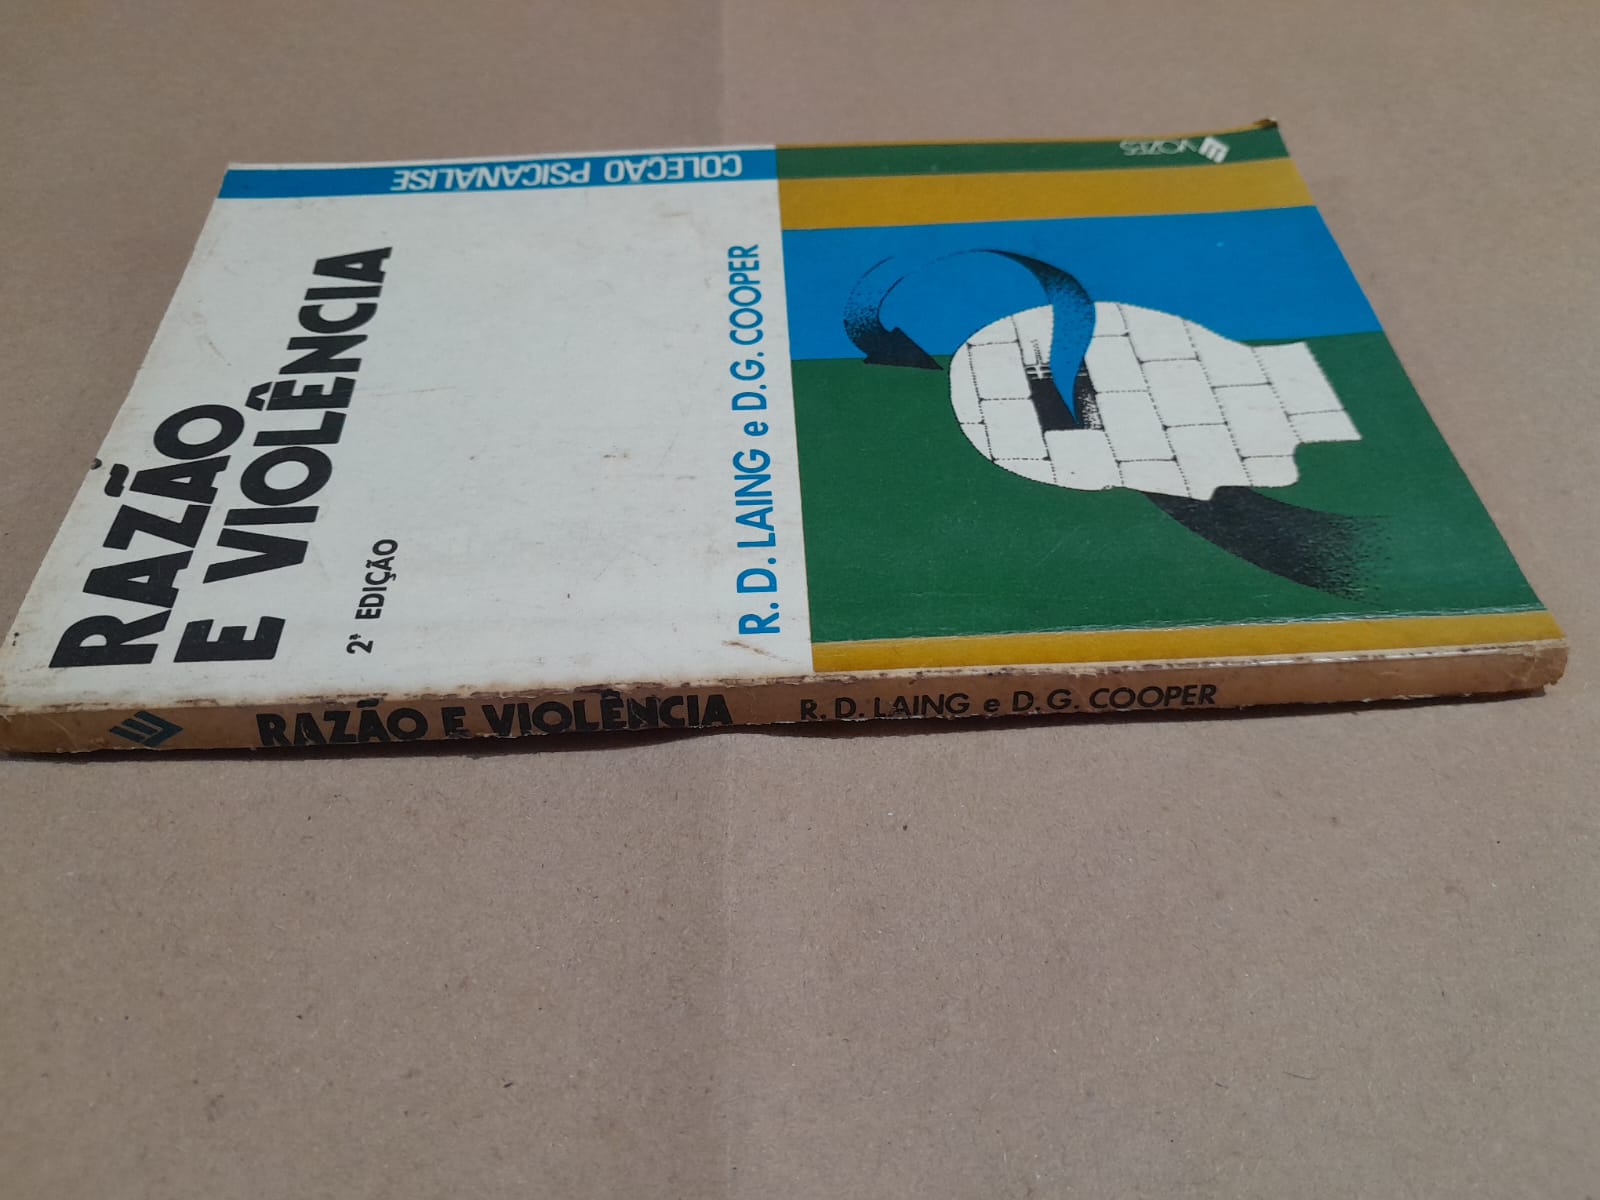 COLEÇÃO PSICANÁLISE
RAZÃO
E VIOLÊNCIA
2ª EDIÇÃO
R. D. LAING e D. G. COOPER
VOZES
RAZÃO E VIOLÊNCIA
R. D. LAING e D. G. COOPER